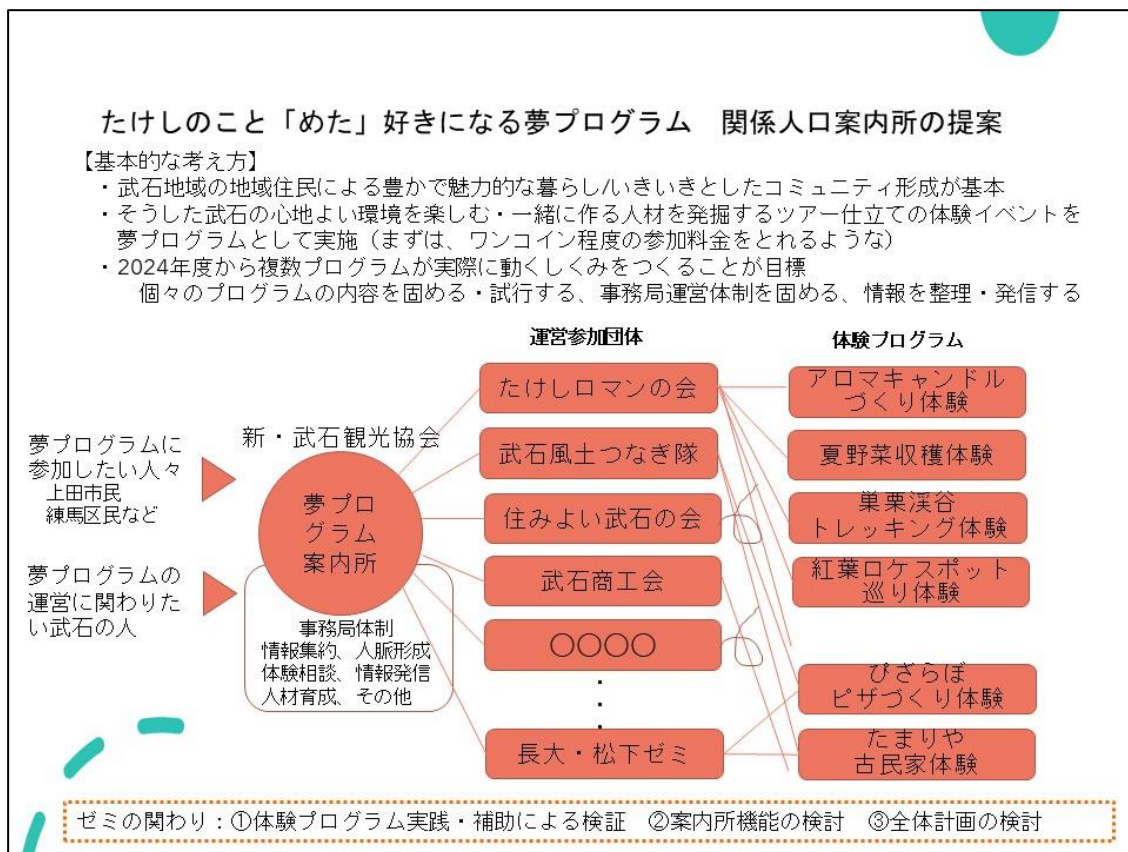 たけしのこと「めた」好きになる夢プログラム　関係人口案内所の提案
【基本的な考え方】
・武石地域の地域住民による豊かで魅力的な暮らし/いきいきとしたコミュニティ形成が基本
・そうした武石の心地よい環境を楽しむ・一緒に作る人材を発掘するツアー仕立ての体験イベントを
夢プログラムとして実施（まずは、ワンコイン程度の参加料金をとれるような）
・2024年度から複数プログラムが実際に動くしくみをつくることが目標
個々のプログラムの内容を固める・試行する、事務局運営体制を固める、情報を整理・発信する
夢プログラムに
参加したい人々
上田市民
練馬区民など
夢プログラムの
運営に関わりた
い武石の人
新・武石観光協会
夢プロ
グラム
案内所
事務局体制
情報集約、人脈形成
体験相談、情報発信
人材育成、その他
運営参加団体
たけしロマンの会
武石風土つなぎ隊
住みよい武石の会
武石商工会
〇〇〇〇
・
・
・
長大・松下ゼミ
体験プログラム
アロマキャンドル
づくり体験
夏野菜収穫体験
巣栗渓谷
トレッキング体験
紅葉ロケスポット
巡り体験
ぴざらぼ
ピザづくり体験
たまりや
古民家体験
ゼミの関わり：①体験プログラム実践・補助による検証　②案内所機能の検討　③全体計画の検討